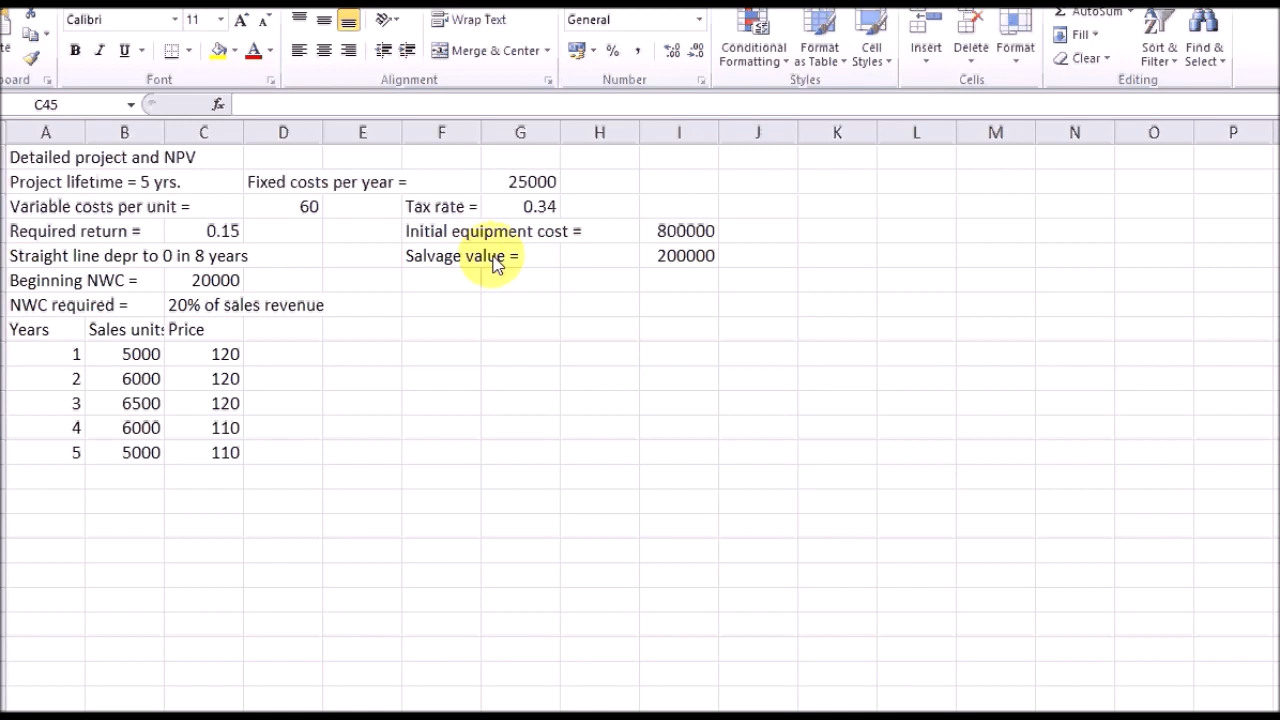 Calibri 11 A A Wrap Text General AutoSum
B I U A Merge & Center % , Conditional Formatting Format as Table Cell Styles Insert Delete Format Fill Clear Sort & Filter Find & Select
Font Alignment Number Styles Cells Editing
C45 fx
A B C D E F G H I J K L M N O P
Detailed project and NPV
Project lifetime = 5 yrs. Fixed costs per year = 25000
Variable costs per unit = 60 Tax rate = 0.34
Required return = 0.15 Initial equipment cost = 800000
Straight line depr to 0 in 8 years Salvage value = 200000
Beginning NWC = 20000
NWC required = 20% of sales revenue
Years Sales units Price
1 5000 120
2 6000 120
3 6500 120
4 6000 110
5 5000 110